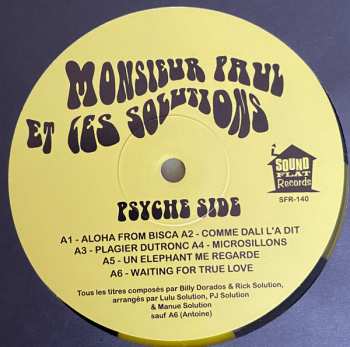 MONSIEUR PAUL
ET LES SOLUTIONS
SOUND
FLAT
Records
SFR-140
PSYCHE SIDE
A1 - ALOHA FROM BISCA A2 - COMME DALI L'A DIT
A3 - PLAGIER DUTRONC A4 - MICROSILLONS
A5 - UN ELEPHANT ME REGARDE
A6 - WAITING FOR TRUE LOVE
Tous les titres composés par Billy Dorados & Rick Solution,
arrangés par Lulu Solution, PJ Solution
& Manue Solution
sauf A6 (Antoine)